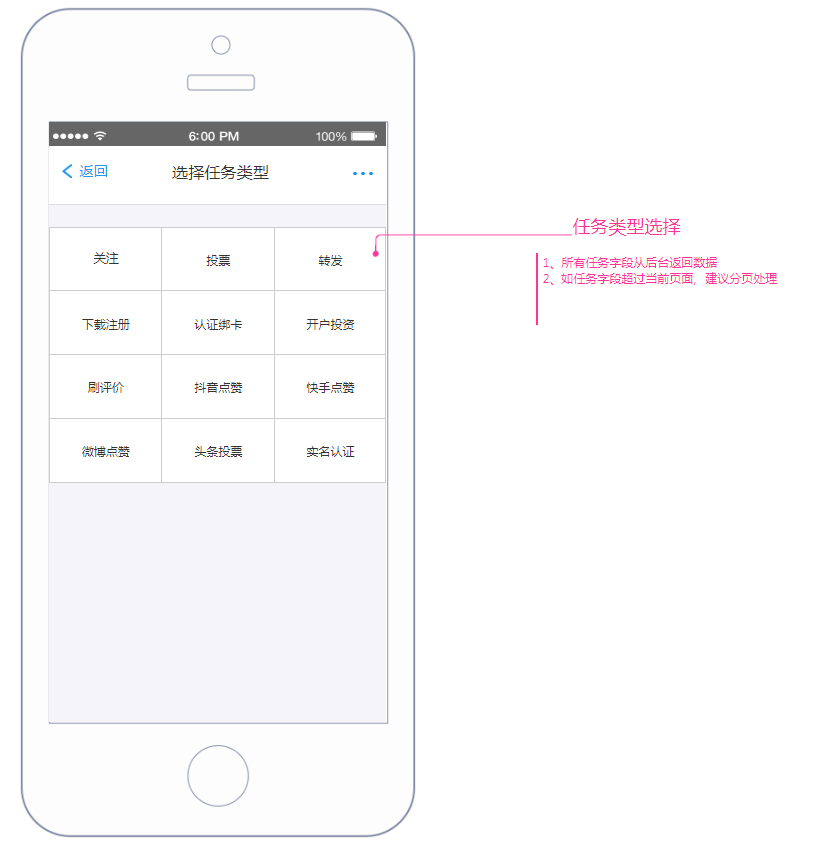 6:00 PM 100%
返回 选择任务类型
任务类型选择
关注 投票 转发
1、所有任务字段从后台返回数据
2、如任务字段超过当前页面，建议分页处理
下载注册 认证绑卡 开户投资
刷评价 抖音点赞 快手点赞
微博点赞 头条投票 实名认证